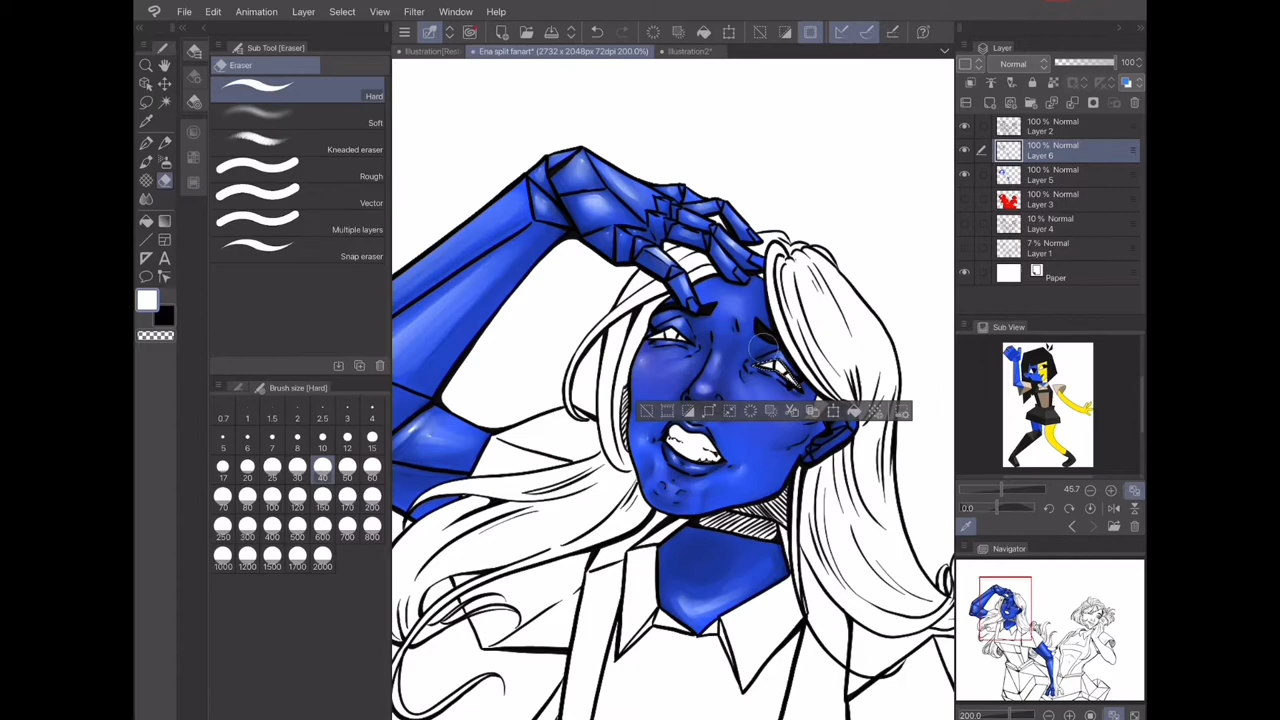 File Edit Animation Layer Select View Filter Window Help
Sub Tool [Eraser]
Eraser
Hard
Soft
Kneaded eraser
Rough
Vector
Multiple layers
Snap eraser
Brush size [Hard]
0.7 1 1.5 2 2.5 3 4
5 6 7 8 10 12 15
17 20 25 30 40 50 60
70 80 100 120 150 170 200
250 300 400 500 600 700 800
1000 1200 1500 1700 2000
Illustration[Res Ena split fanart* (2732 x 2048px 72dpi 200.0%) Illustration2*
Layer
Normal 100
100 % Normal
Layer 2
100 % Normal
Layer 6
100 % Normal
Layer 5
100 % Normal
Layer 3
10 % Normal
Layer 4
7 % Normal
Layer 1
Paper
Sub View
45.7
0.0
Navigator
200.0